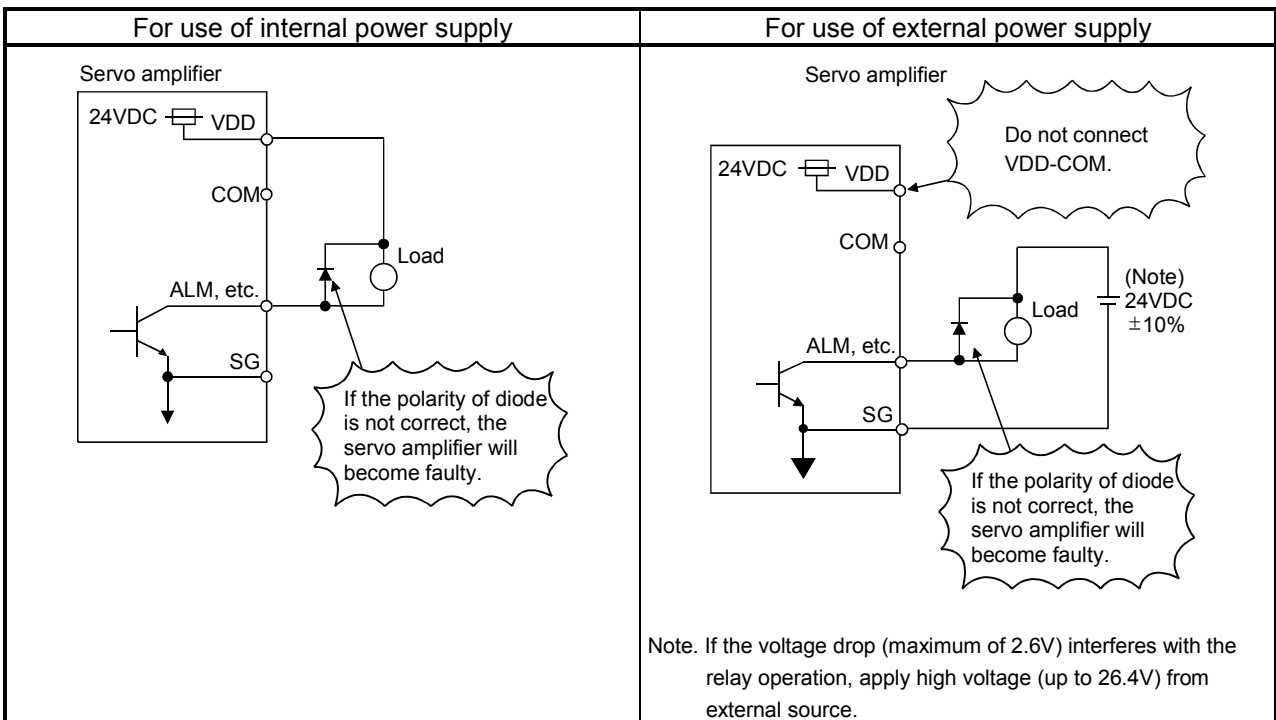 For use of internal power supply
For use of external power supply
Servo amplifier
24VDC
VDD
COM
Load
ALM, etc.
SG
If the polarity of diode
is not correct, the
servo amplifier will
become faulty.
Servo amplifier
Do not connect
VDD-COM.
24VDC
VDD
COM
(Note)
24VDC
±10%
Load
ALM, etc.
SG
If the polarity of diode
is not correct, the
servo amplifier will
become faulty.
Note. If the voltage drop (maximum of 2.6V) interferes with the
relay operation, apply high voltage (up to 26.4V) from
external source.